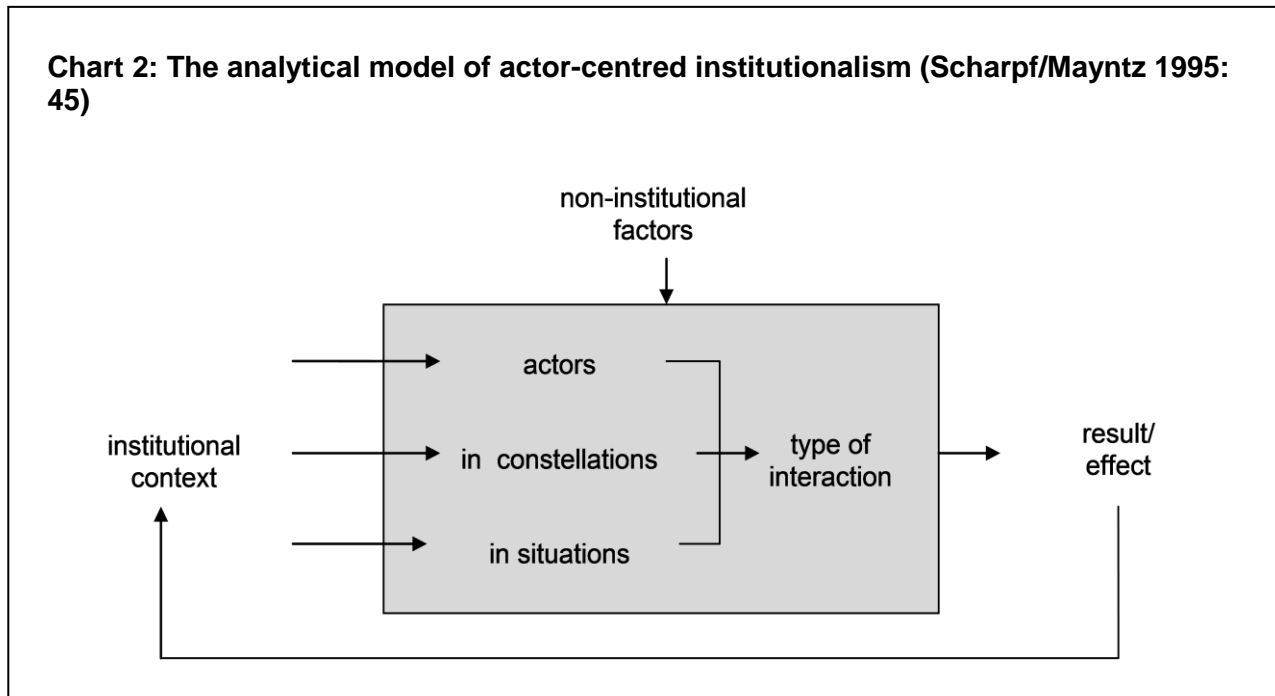 Chart 2: The analytical model of actor-centred institutionalism (Scharpf/Mayntz 1995:
45)
non-institutional
factors
actors
institutional
context
in constellations
type of
interaction
result/
effect
in situations